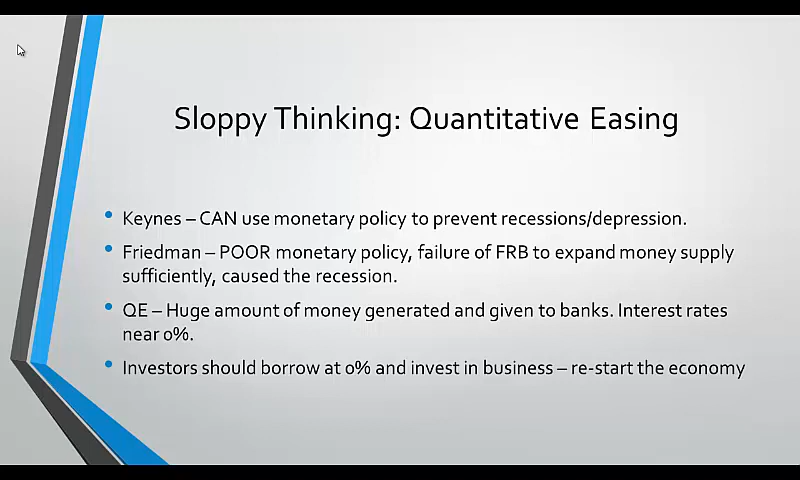 Sloppy Thinking: Quantitative Easing
• Keynes – CAN use monetary policy to prevent recessions/depression.
• Friedman – POOR monetary policy, failure of FRB to expand money supply
sufficiently, caused the recession.
• QE – Huge amount of money generated and given to banks. Interest rates
near 0%.
• Investors should borrow at 0% and invest in business – re-start the economy